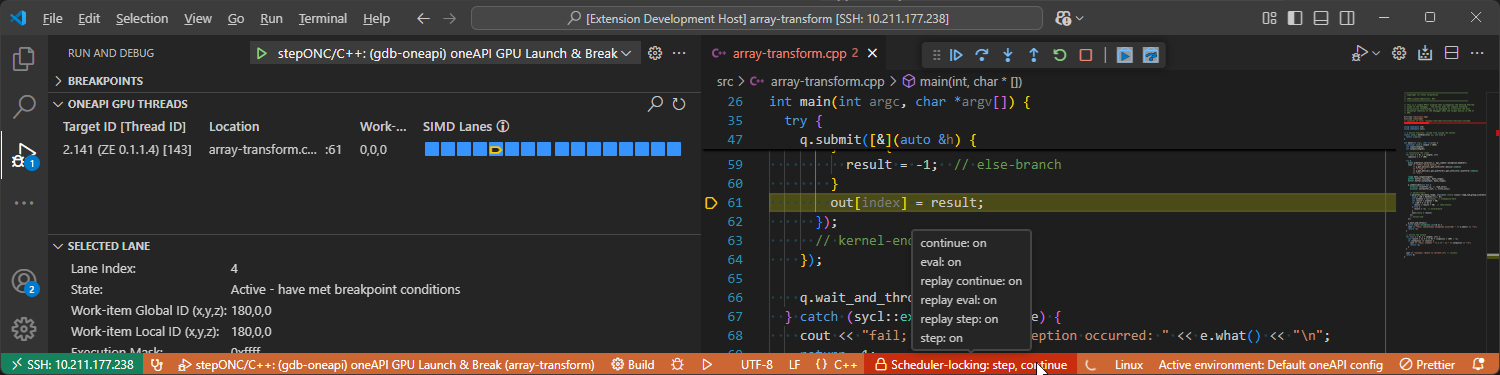 File Edit Selection View Go Run Terminal Help
[Extension Development Host] array-transform [SSH: 10.211.177.238]
RUN AND DEBUG
stepONC/C++: (gdb-oneapi) oneAPI GPU Launch & Break
BREAKPOINTS
ONEAPI GPU THREADS
Target ID [Thread ID] Location Work-... SIMD Lanes
2.141 (ZE 0.1.1.4) [143] array-transform.c... :61 0,0,0
SELECTED LANE
Lane Index: 4
State: Active - have met breakpoint conditions
Work-item Global ID (x,y,z): 180,0,0
Work-item Local ID (x,y,z): 180,0,0
Execution Mask: 0xffff
1
2
array-transform.cpp 2
src > array-transform.cpp > main(int, char * [])
26 int main(int argc, char *argv[]) {
35 try {
47 q.submit([&](auto &h) {
59 result = -1; // else-branch
60 }
61 out[index] = result;
62 });
63 // kernel-en
64 });
65
66 q.wait_and_thr
67 } catch (sycl::ex e) {
68 cout << "fail; eption occurred: " << e.what() << "\n";
continue: on
eval: on
replay continue: on
replay eval: on
replay step: on
step: on
SSH: 10.211.177.238 stepONC/C++: (gdb-oneapi) oneAPI GPU Launch & Break (array-transform) Build UTF-8 LF {} C++ Scheduler-locking: step, continue Linux Active environment: Default oneAPI config Prettier